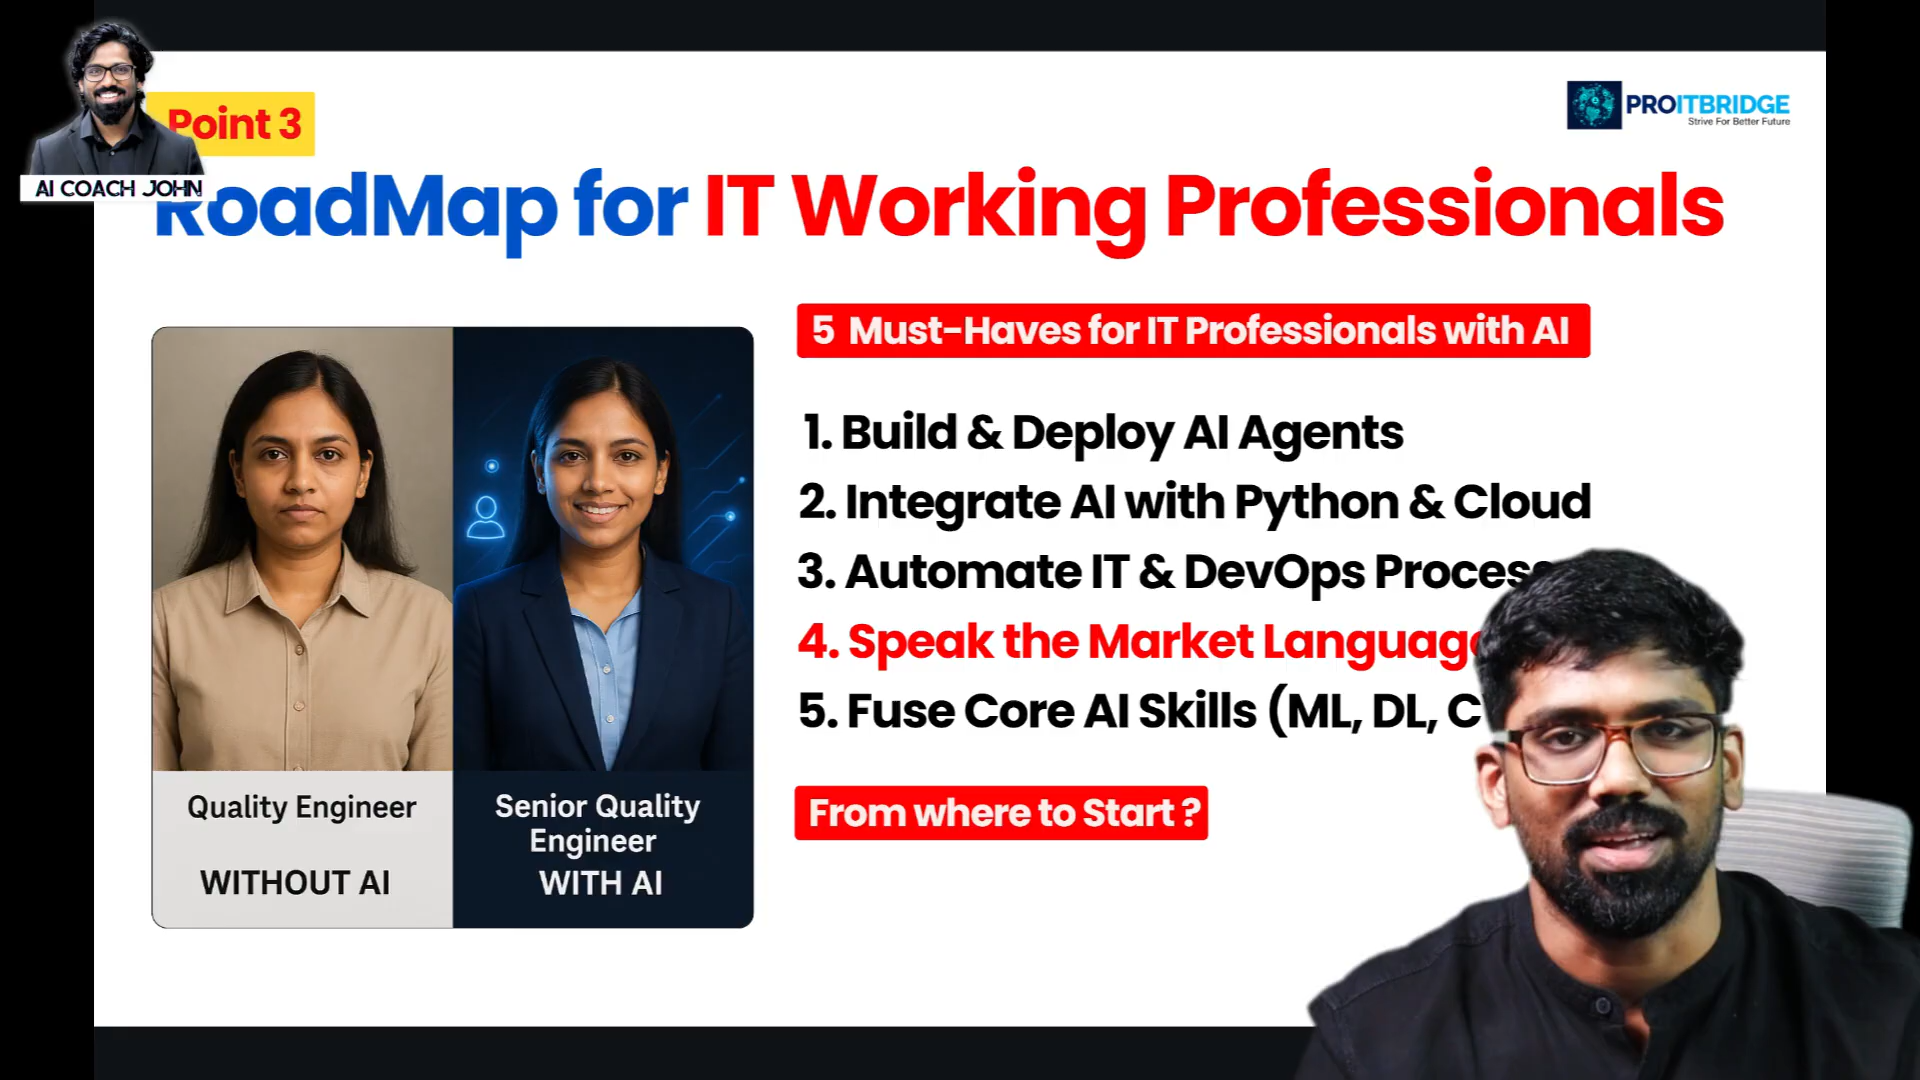 AI COACH JOHN
Point 3
PROITBRIDGE
Strive For Better Future
RoadMap for IT Working Professionals
5 Must-Haves for IT Professionals with AI
1. Build & Deploy AI Agents
2. Integrate AI with Python & Cloud
3. Automate IT & DevOps
4. Speak the Market Language
5. Fuse Core AI Skills (ML, DL,
From where to Start ?
Quality Engineer
WITHOUT AI
Senior Quality
Engineer
WITH AI